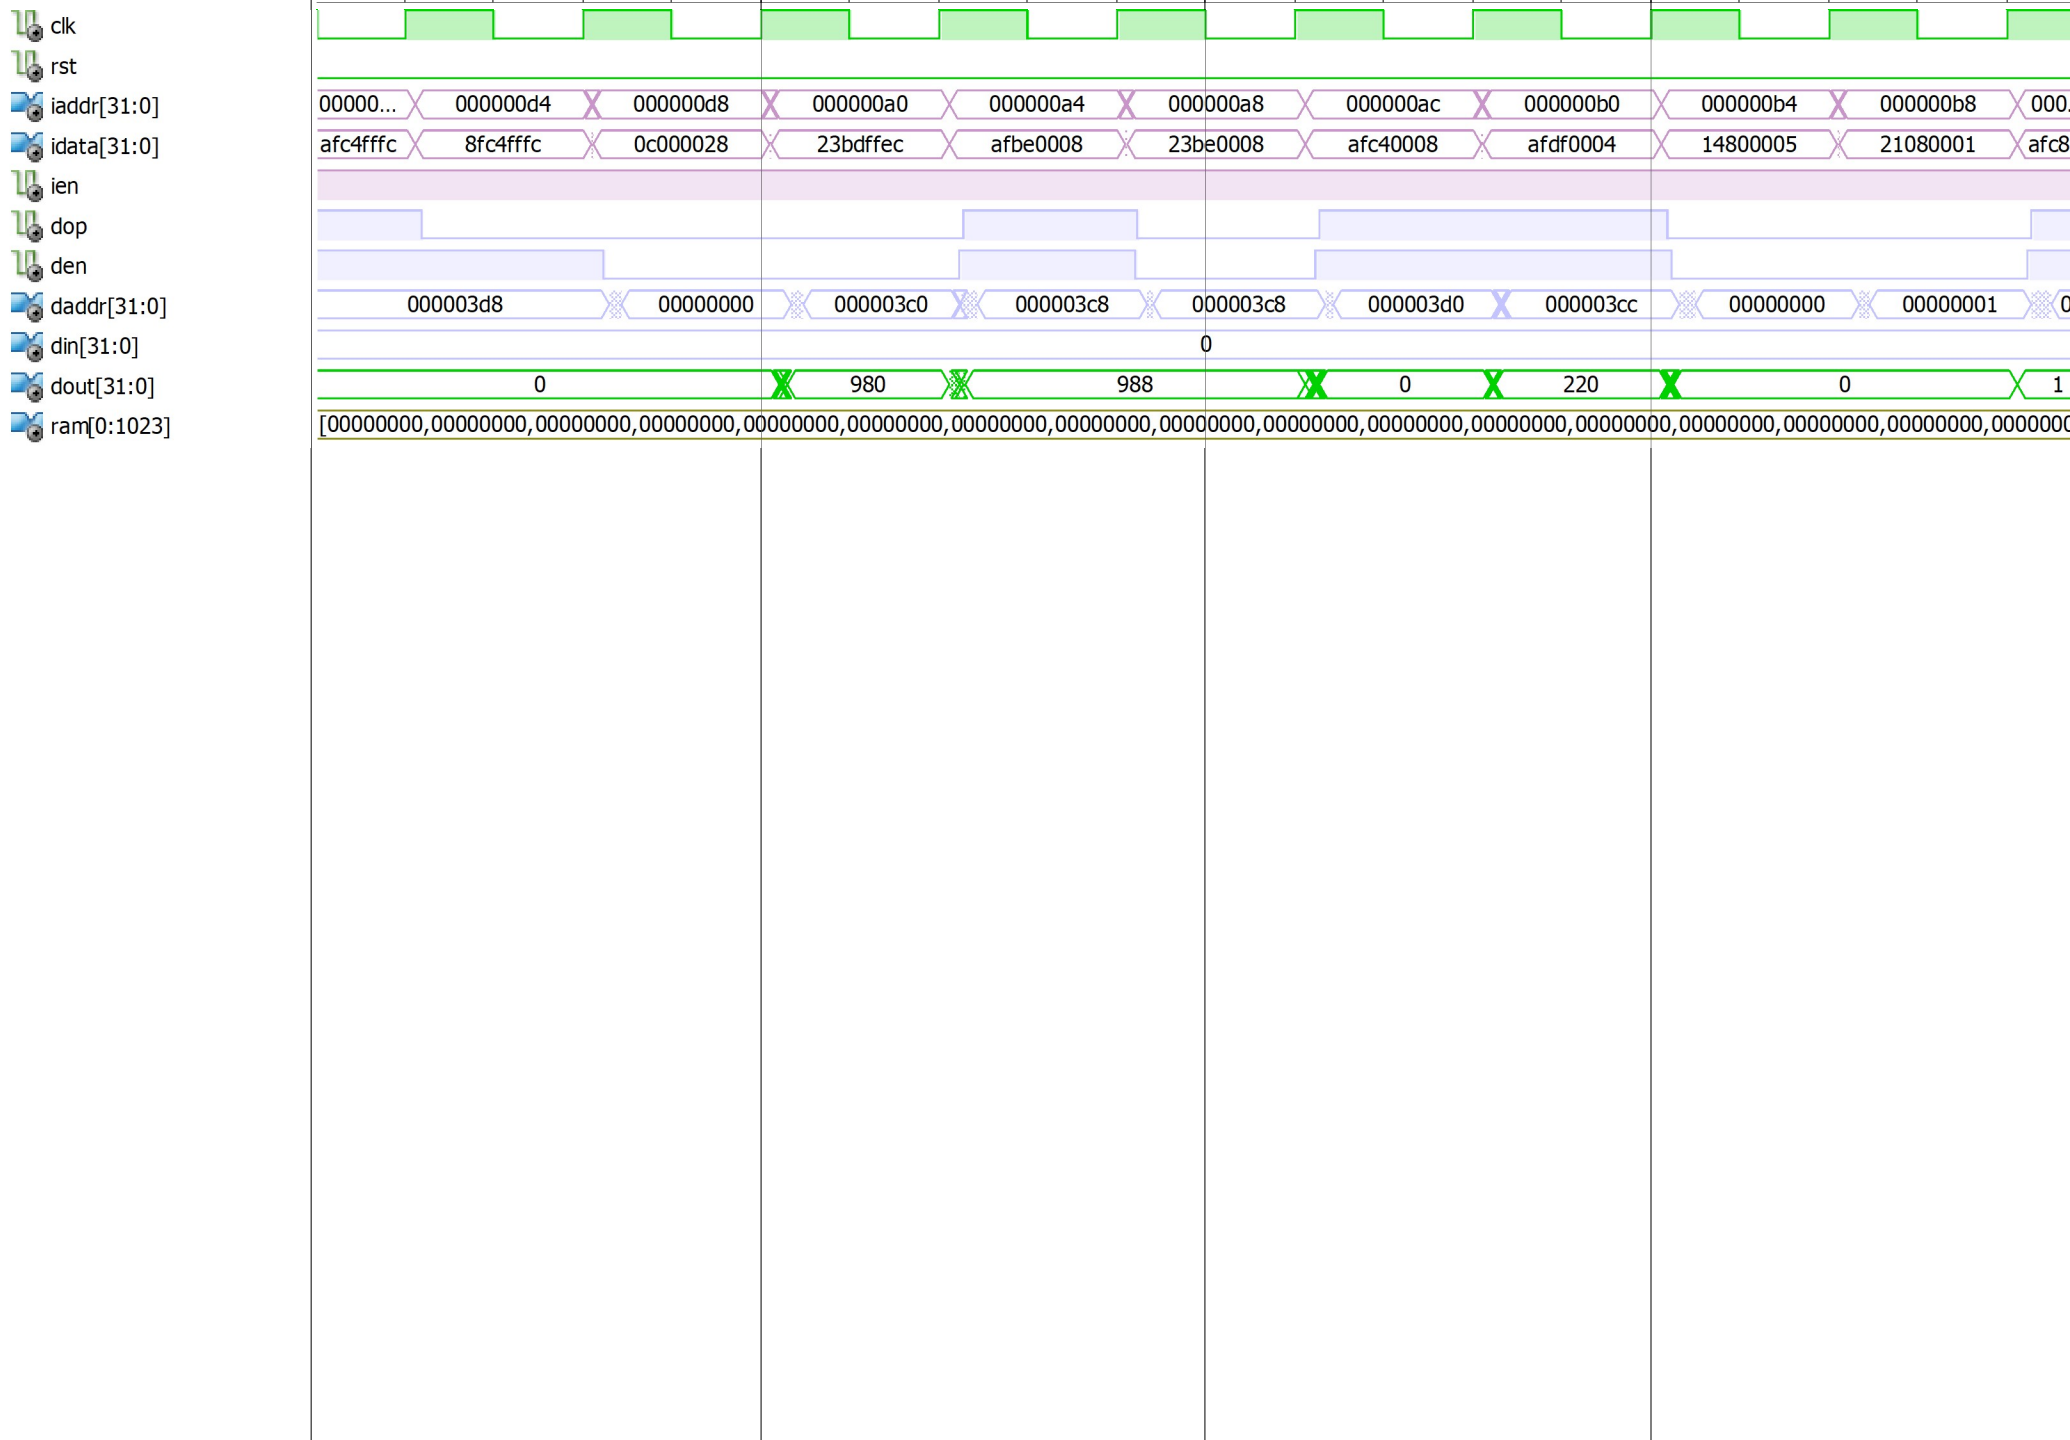 clk
rst
iaddr[31:0] 00000... 000000d4 000000d8 000000a0 000000a4 000000a8 000000ac 000000b0 000000b4 000000b8 000.
idata[31:0] afc4fffc 8fc4fffc 0c000028 23bdffec afbe0008 23be0008 afc40008 afdf0004 14800005 21080001 afc8
ien
dop
den
daddr[31:0] 000003d8 00000000 000003c0 000003c8 000003c8 000003d0 000003cc 00000000 00000001 0
din[31:0] 0
dout[31:0] 0 980 988 0 220 0 1
ram[0:1023] [00000000,00000000,00000000,00000000,00000000,00000000,00000000,00000000,00000000,00000000,00000000,00000000,00000000,00000000,00000000,00000000,0000000